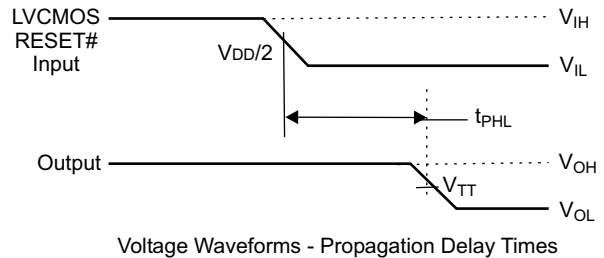 LVCMOS
RESET#
Input
VIH
VDD/2
VIL
tPHL
Output
VOH
VTT
VOL
Voltage Waveforms - Propagation Delay Times